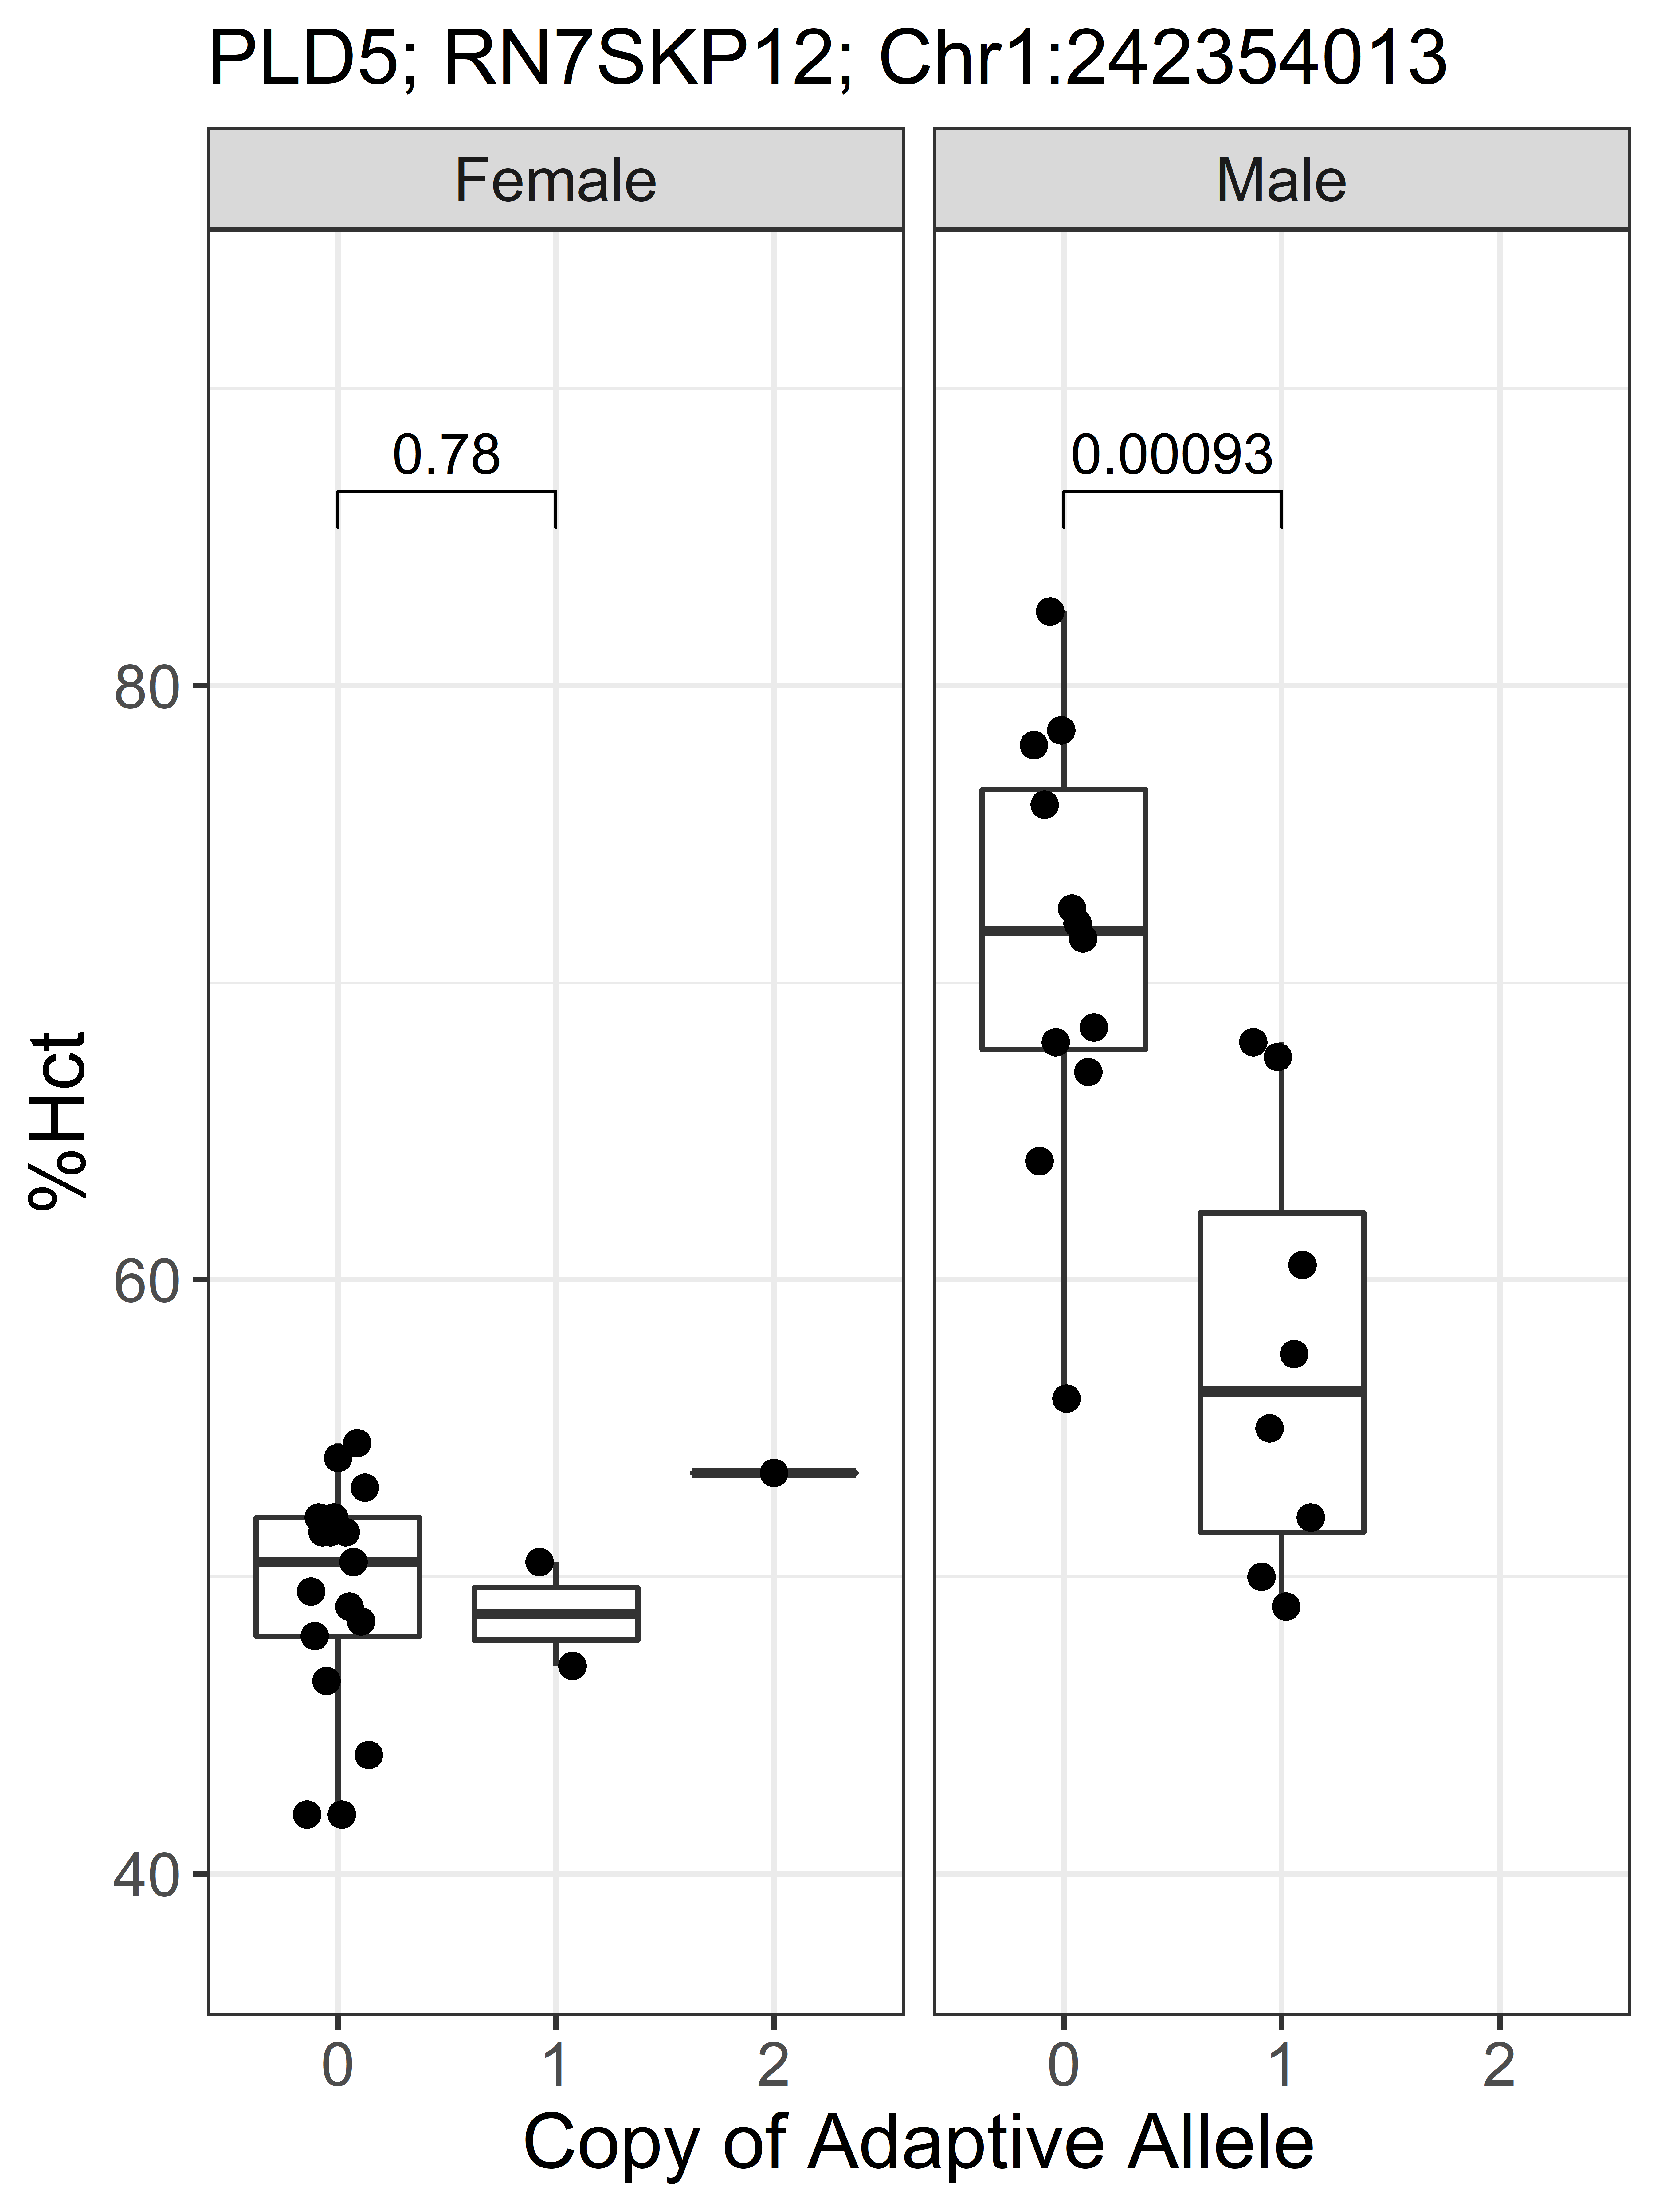 PLD5; RN7SKP12; Chr1:242354013
Female
Male
0.78
0.00093
80
60
40
%Hct
0 1 2
0 1 2
Copy of Adaptive Allele